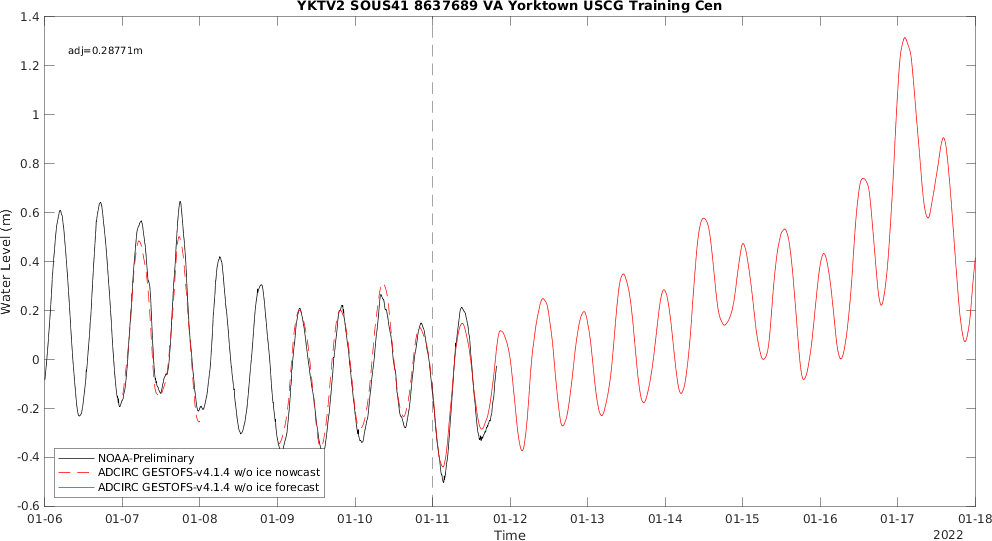 YKTV2 SOUS41 8637689 VA Yorktown USCG Training Cen
adj=0.28771m
1.4
1.2
1
0.8
0.6
0.4
0.2
0
-0.2
-0.4
-0.6
Water Level (m)
NOAA-Preliminary
ADCIRC GESTOFS-v4.1.4 w/o ice nowcast
ADCIRC GESTOFS-v4.1.4 w/o ice forecast
01-06 01-07 01-08 01-09 01-10 01-11 01-12 01-13 01-14 01-15 01-16 01-17 01-18
Time
2022